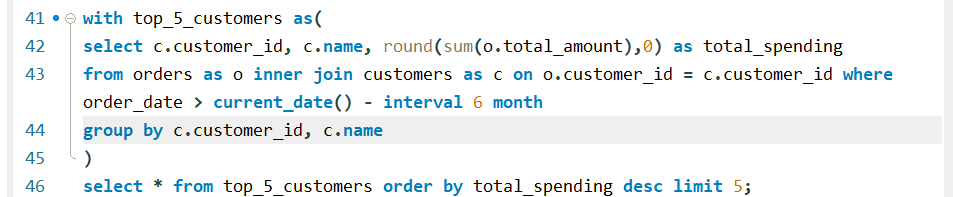 41 with top_5_customers as(
42 select c.customer_id, c.name, round(sum(o.total_amount),0) as total_spending
43 from orders as o inner join customers as c on o.customer_id = c.customer_id where
order_date > current_date() - interval 6 month
44 group by c.customer_id, c.name
45 )
46 select * from top_5_customers order by total_spending desc limit 5;